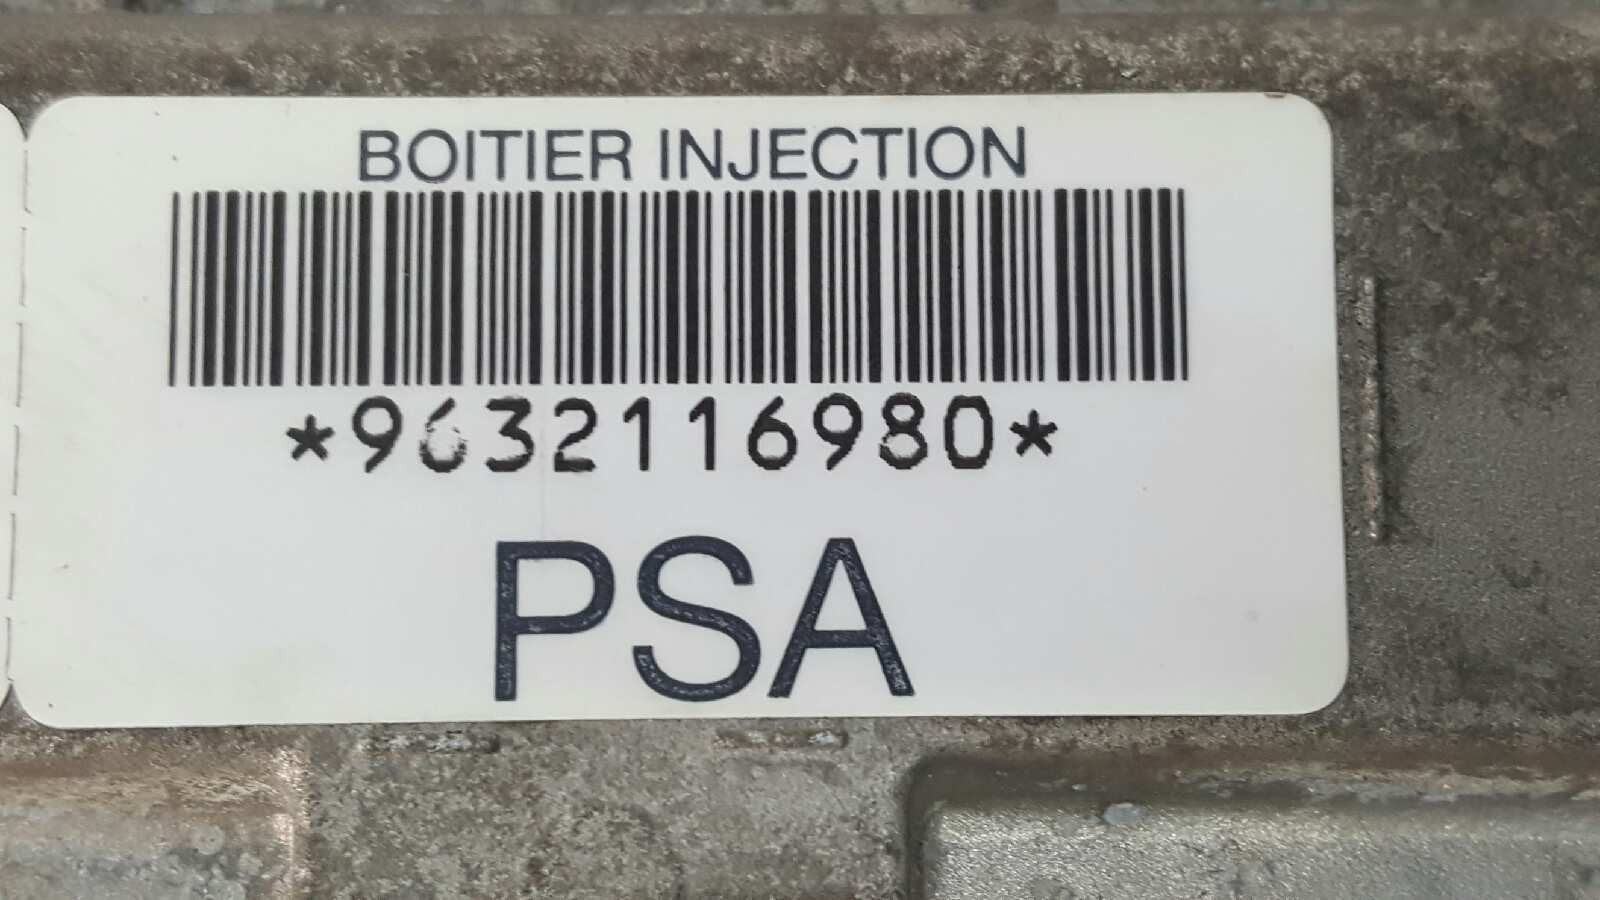 BOITIER INJECTION
*9632116980*
PSA